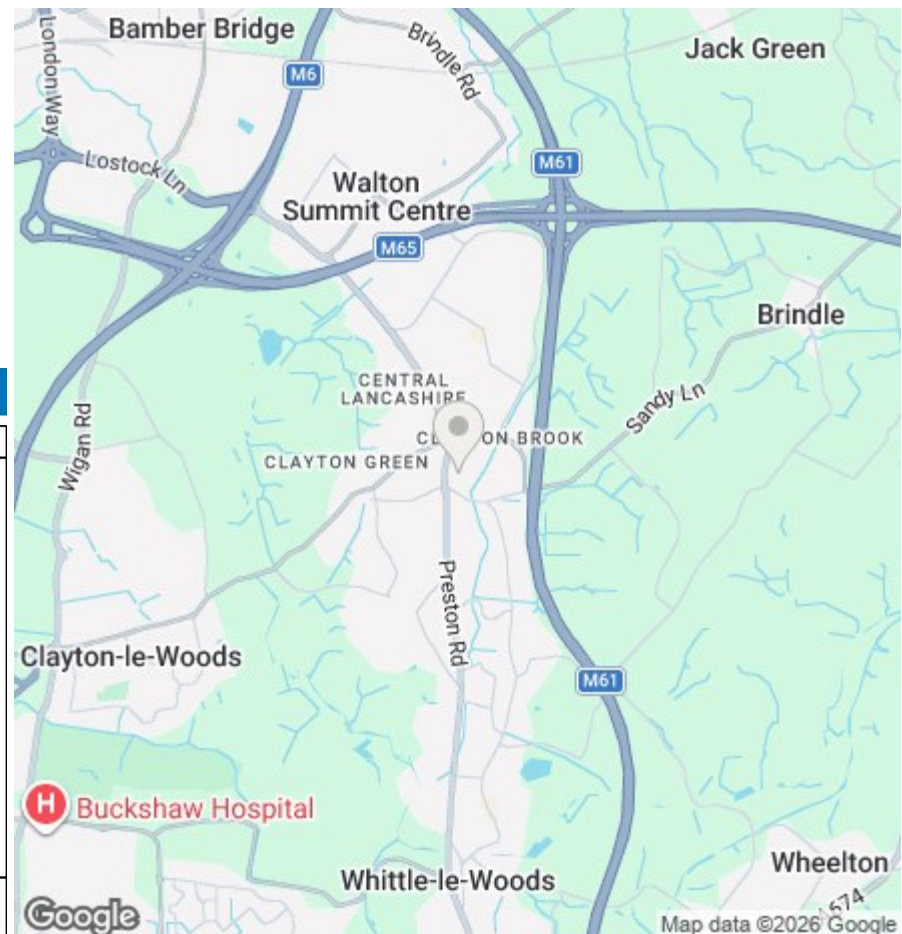 Bamber Bridge
Jack Green
London Way
M6
Brindle Rd
Lostock Ln
M61
Walton
Summit Centre
M65
Brindle
CENTRAL
LANCASHIRE
Sandy Ln
Wigan Rd
ON BROOK
CLAYTON GREEN
Preston Rd
Clayton-le-Woods
M61
H Buckshaw Hospital
Whittle-le-Woods
Wheelton
Google
Map data ©2026 Google